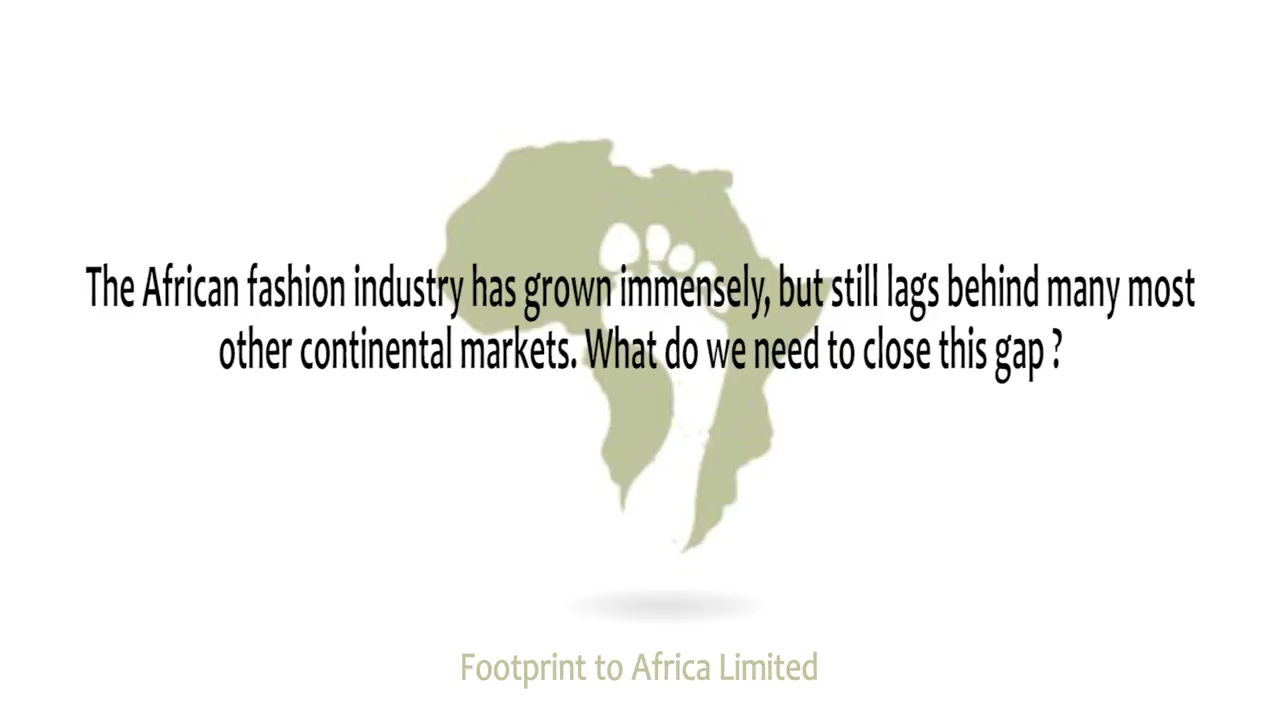 The African fashion industry has grown immensely, but still lags behind many most
other continental markets. What do we need to close this gap ?
Footprint to Africa Limited